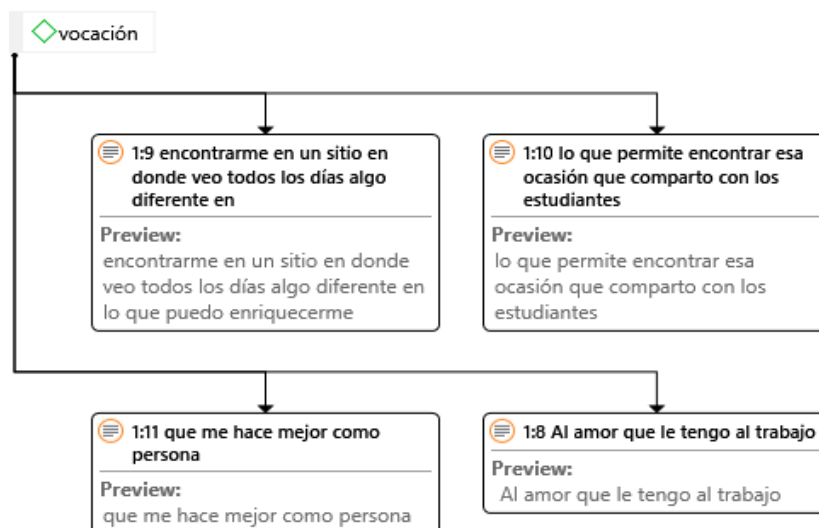 vocación
1:9 encontrarme en un sitio en
donde veo todos los días algo
diferente en
Preview:
encontrarme en un sitio en donde
veo todos los días algo diferente en
lo que puedo enriquecerme
1:10 lo que permite encontrar esa
ocasión que comparto con los
estudiantes
Preview:
lo que permite encontrar esa
ocasión que comparto con los
estudiantes
1:11 que me hace mejor como
persona
Preview:
que me hace mejor como persona
1:8 Al amor que le tengo al trabajo
Preview:
Al amor que le tengo al trabajo